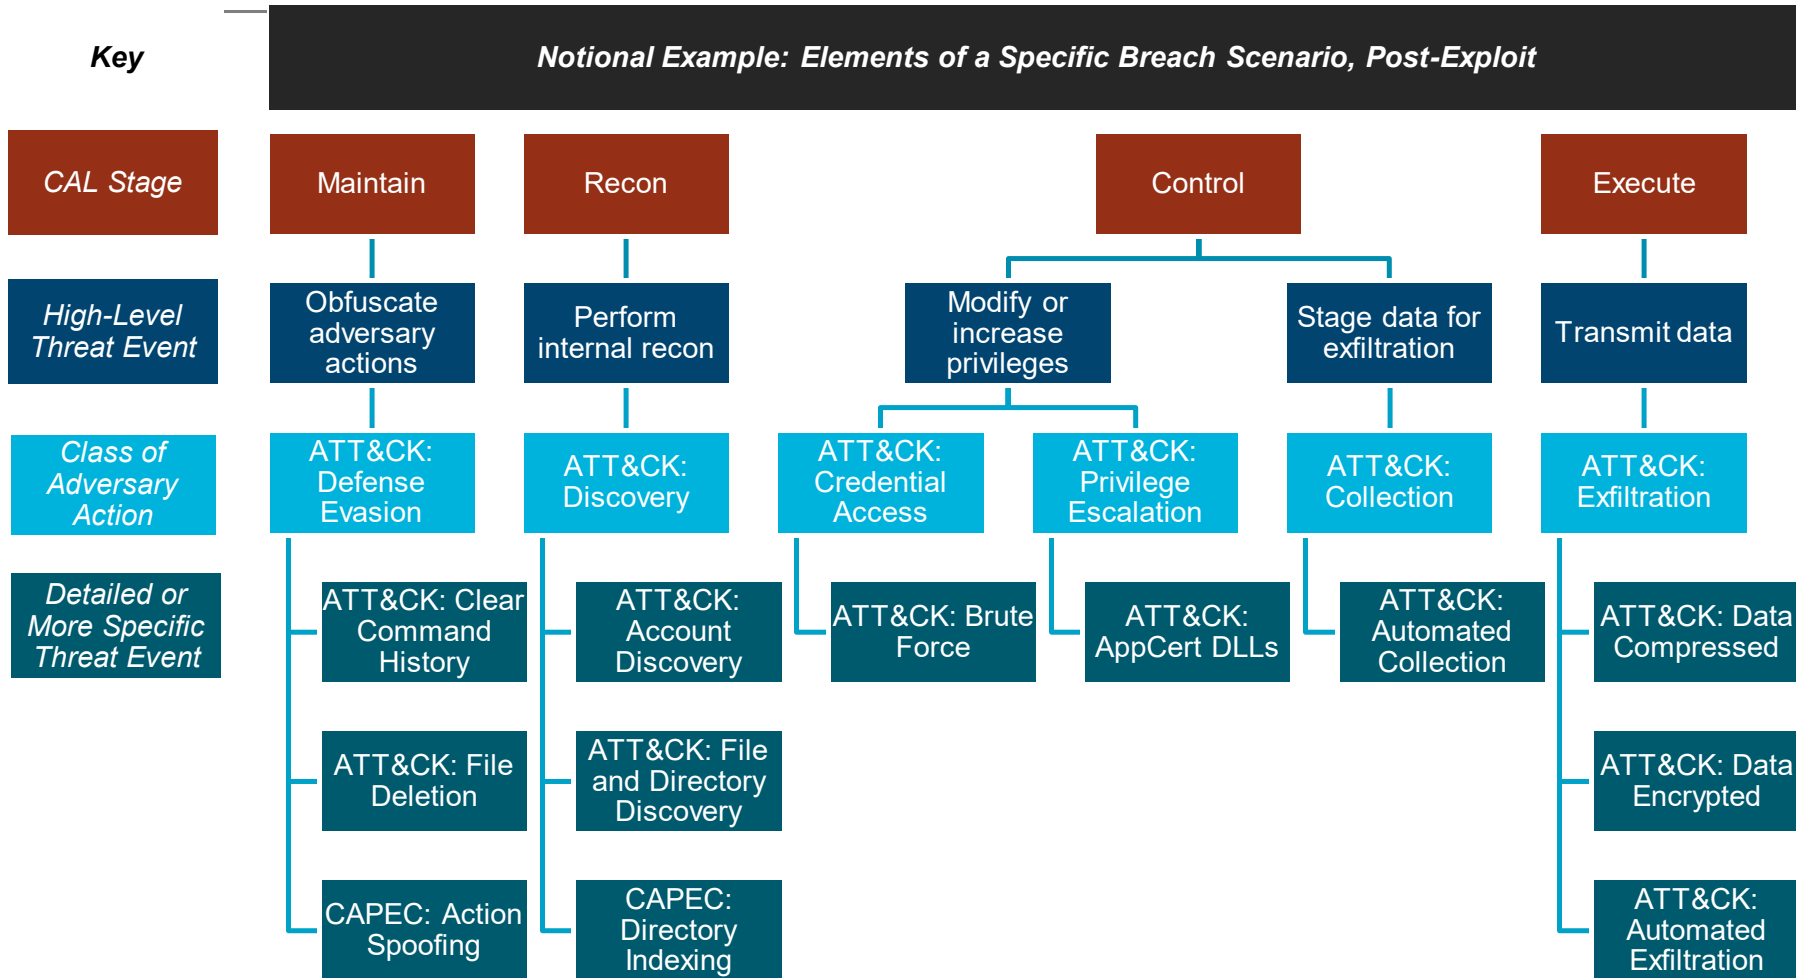 Key
Notional Example: Elements of a Specific Breach Scenario, Post-Exploit
CAL Stage
Maintain
Recon
Control
Execute
High-Level
Threat Event
Obfuscate
adversary
actions
Perform
internal recon
Modify or
increase
privileges
Stage data for
exfiltration
Transmit data
Class of
Adversary
Action
ATT&CK:
Defense
Evasion
ATT&CK:
Discovery
ATT&CK:
Credential
Access
ATT&CK:
Privilege
Escalation
ATT&CK:
Collection
ATT&CK:
Exfiltration
Detailed or
More Specific
Threat Event
ATT&CK: Clear
Command
History
ATT&CK:
Account
Discovery
ATT&CK: Brute
Force
ATT&CK:
AppCert DLLs
ATT&CK:
Automated
Collection
ATT&CK: Data
Compressed
ATT&CK: File
Deletion
ATT&CK: File
and Directory
Discovery
ATT&CK: Data
Encrypted
CAPEC: Action
Spoofing
CAPEC:
Directory
Indexing
ATT&CK:
Automated
Exfiltration